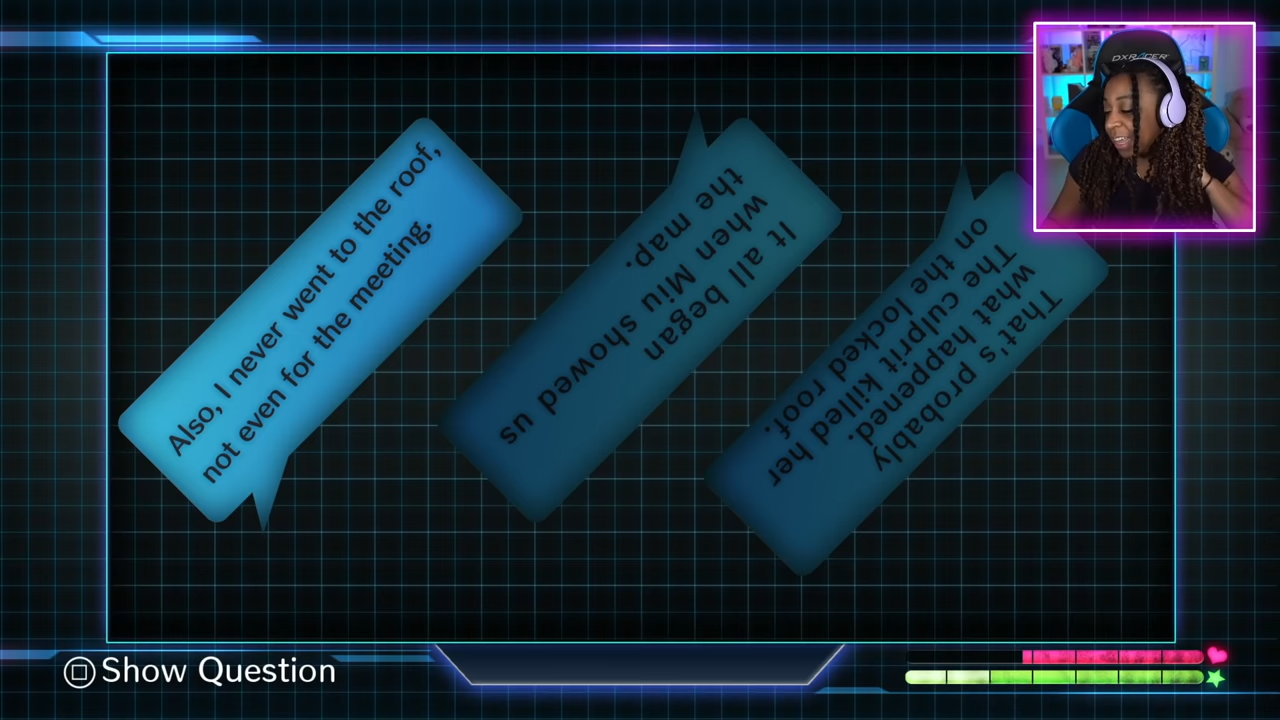 DXRACER
Also, I never went to the roof,
not even for the meeting.
It all began
when Miu showed us
the map.
That's probably
what happened.
The culprit killed her
on the locked roof.
Show Question